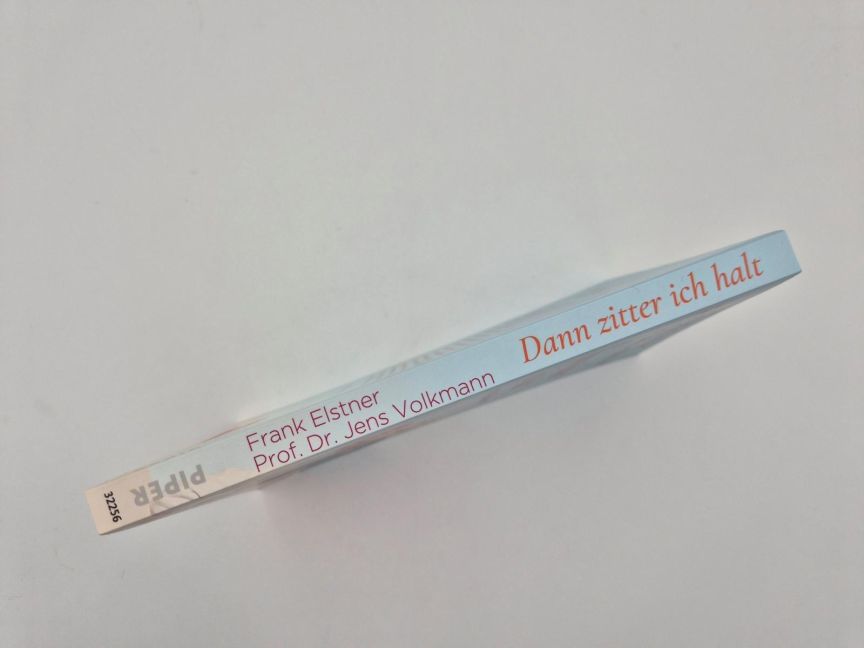 Dann zitter ich halt
Frank Elstner
Prof. Dr. Jens Volkmann
PIPER
32256